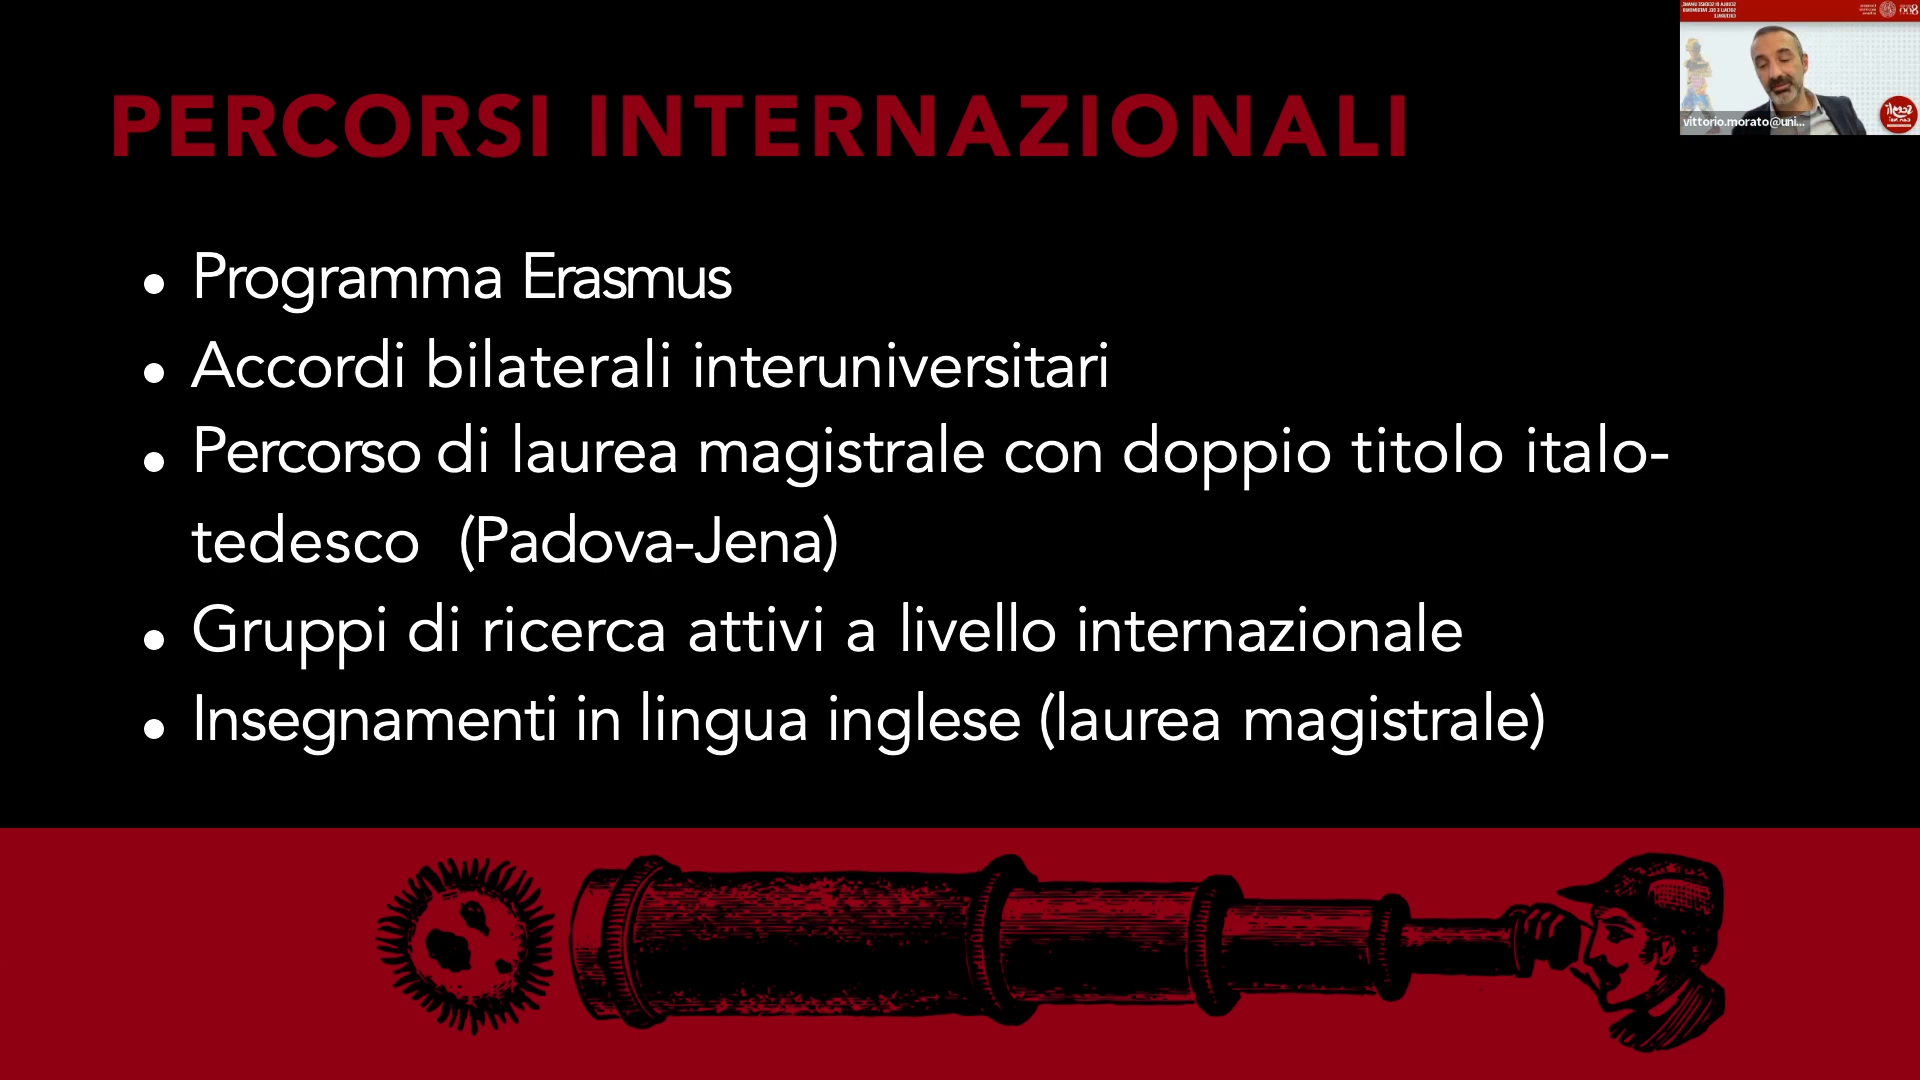 PERCORSI INTERNAZIONALI
vittorio.morato@uni...
• Programma Erasmus
• Accordi bilaterali interuniversitari
• Percorso di laurea magistrale con doppio titolo italo-
tedesco (Padova-Jena)
• Gruppi di ricerca attivi a livello internazionale
• Insegnamenti in lingua inglese (laurea magistrale)